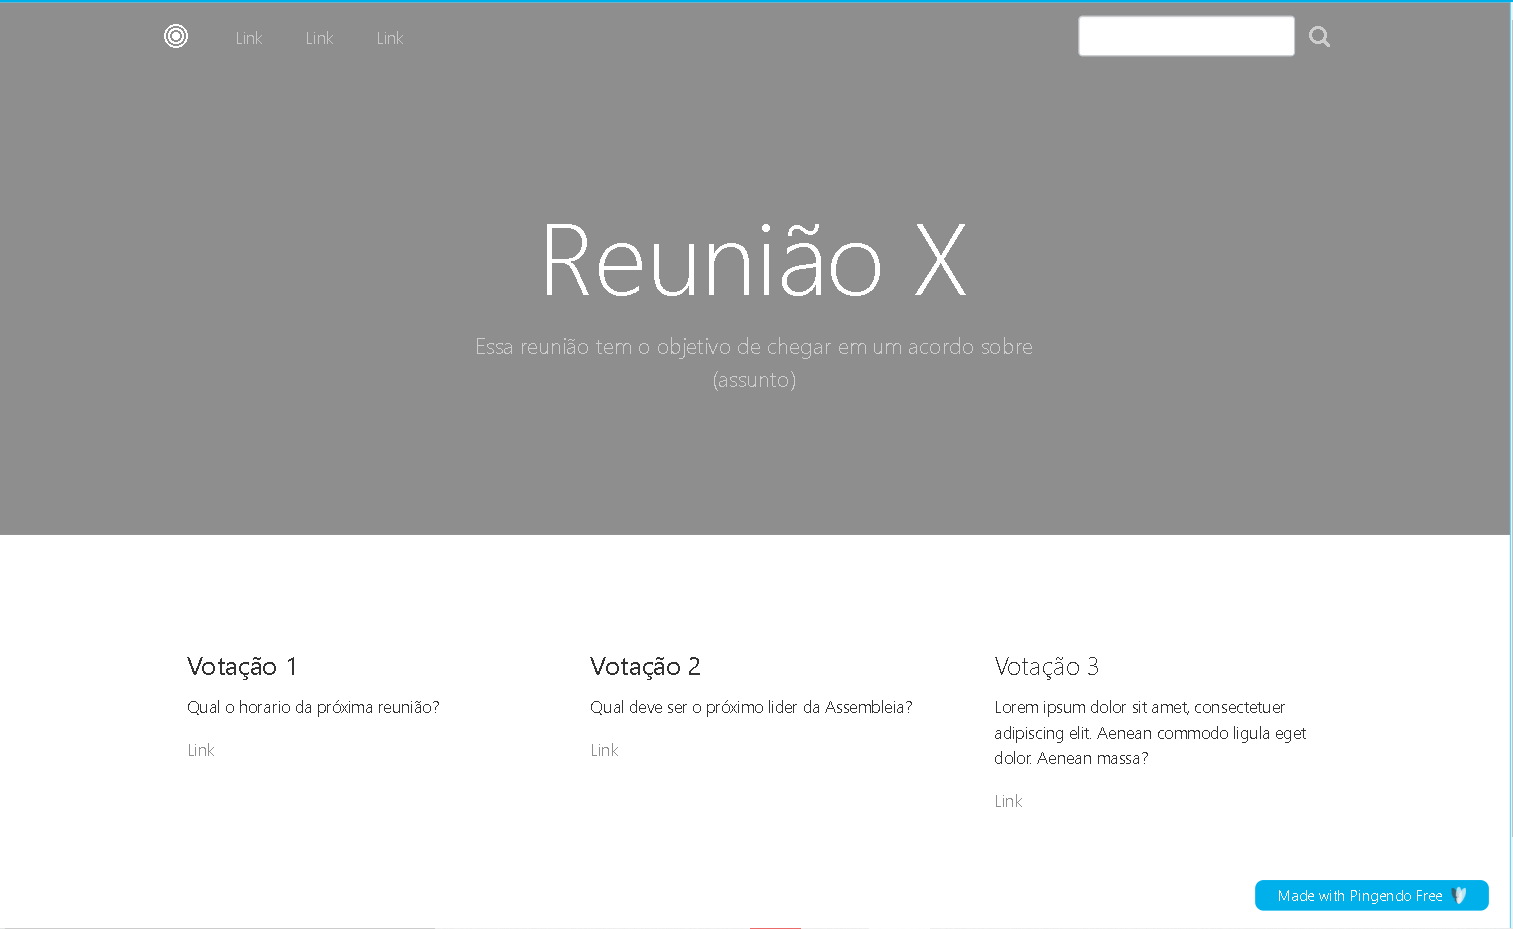 Link Link Link
Reunião X
Essa reunião tem o objetivo de chegar em um acordo sobre
(assunto)
Votação 1
Qual o horario da próxima reunião?
Link
Votação 2
Qual deve ser o próximo lider da Assembleia?
Link
Votação 3
Lorem ipsum dolor sit amet, consectetuer
adipiscing elit. Aenean commodo ligula eget
dolor. Aenean massa?
Link
Made with Pingendo Free